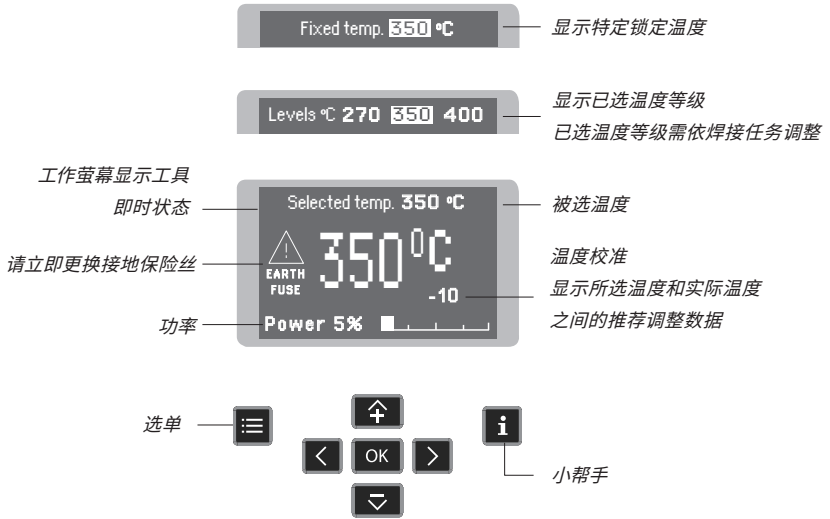 Fixed temp. 350 ºC
显示特定锁定温度
Levels ºC 270 350 400
显示已选温度等级
已选温度等级需依焊接任务调整
工作萤幕显示工具
即时状态
Selected temp. 350 ºC
被选温度
请立即更换接地保险丝
EARTH
FUSE
350ºC
-10
温度校准
显示所选温度和实际温度
之间的推荐调整数据
功率
Power 5%
选单
OK
i
小帮手